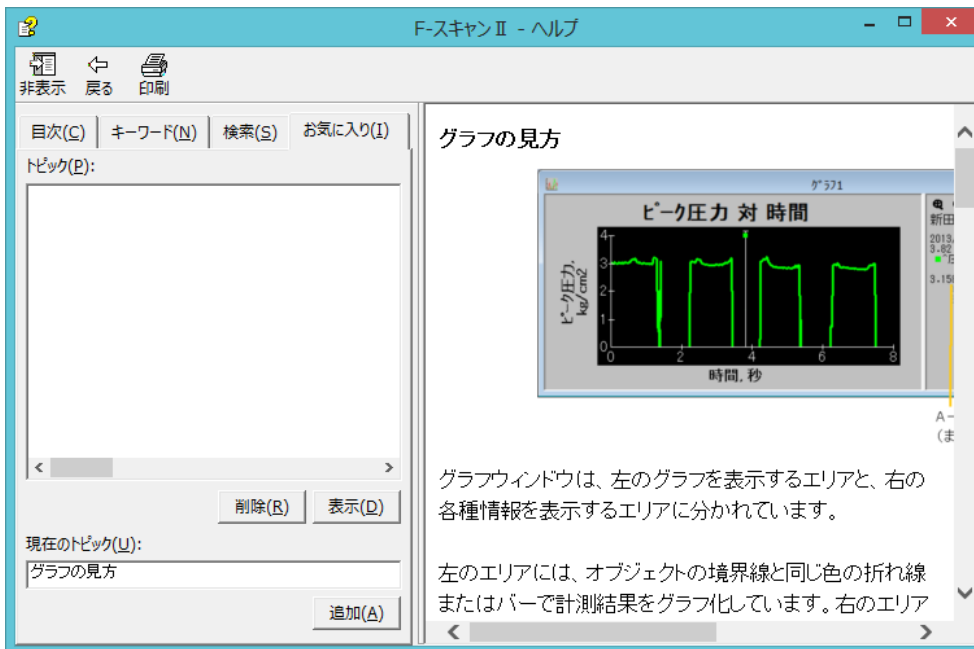 F-スキャンⅡ - ヘルプ
非表示 戻る 印刷
目次(C) キーワード(N) 検索(S) お気に入り(I)
トピック(P):
削除(R) 表示(D)
現在のトピック(U):
グラフの見方
追加(A)
グラフの見方
グラフ1
ピーク圧力 対 時間
ピーク圧力,
kg/cm2
4
3
2
1
0
0 2 4 6 8
時間, 秒
新田
2013.
3.82
3.158
A-
(ま
グラフウィンドウは、左のグラフを表示するエリアと、右の
各種情報を表示するエリアに分かれています。
左のエリアには、オブジェクトの境界線と同じ色の折れ線
またはバーで計測結果をグラフ化しています。右のエリア